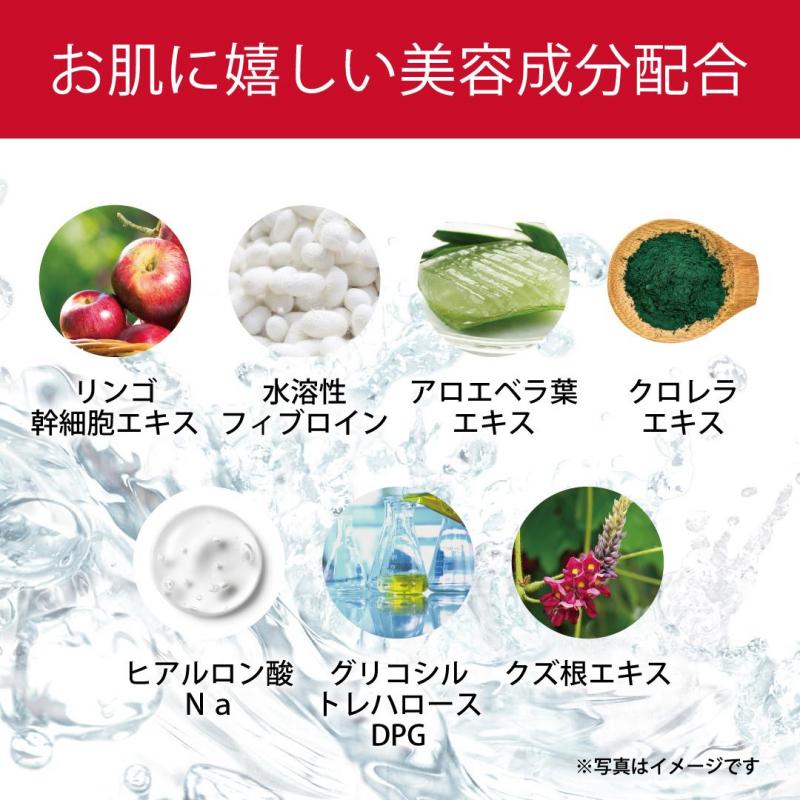 お肌に嬉しい美容成分配合
リンゴ
幹細胞エキス
水溶性
フィブロイン
アロエベラ葉
エキス
クロレラ
エキス
ヒアルロン酸
Ｎａ
グリコシル
トレハロース
DPG
クズ根エキス
※写真はイメージです